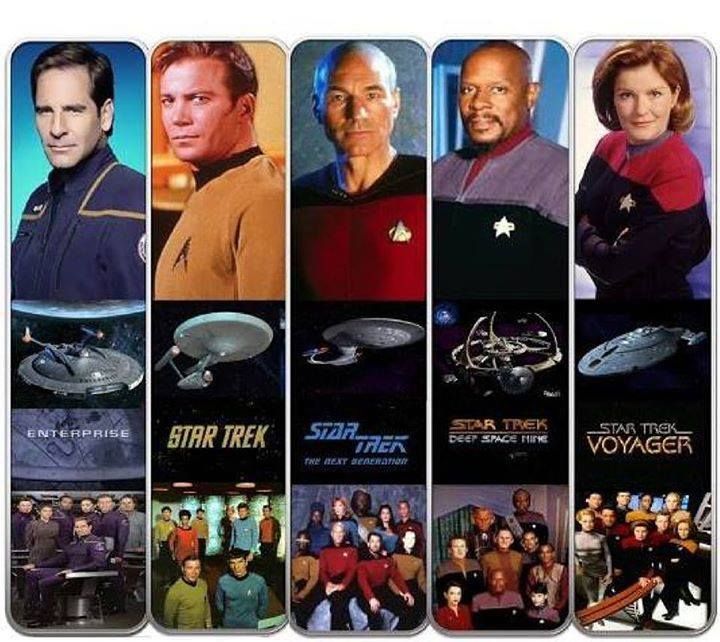 ENTERPRISE
STAR TREK
STAR TREK
THE NEXT GENERATION
STAR TREK
DEEP SPACE NINE
STAR TREK
VOYAGER